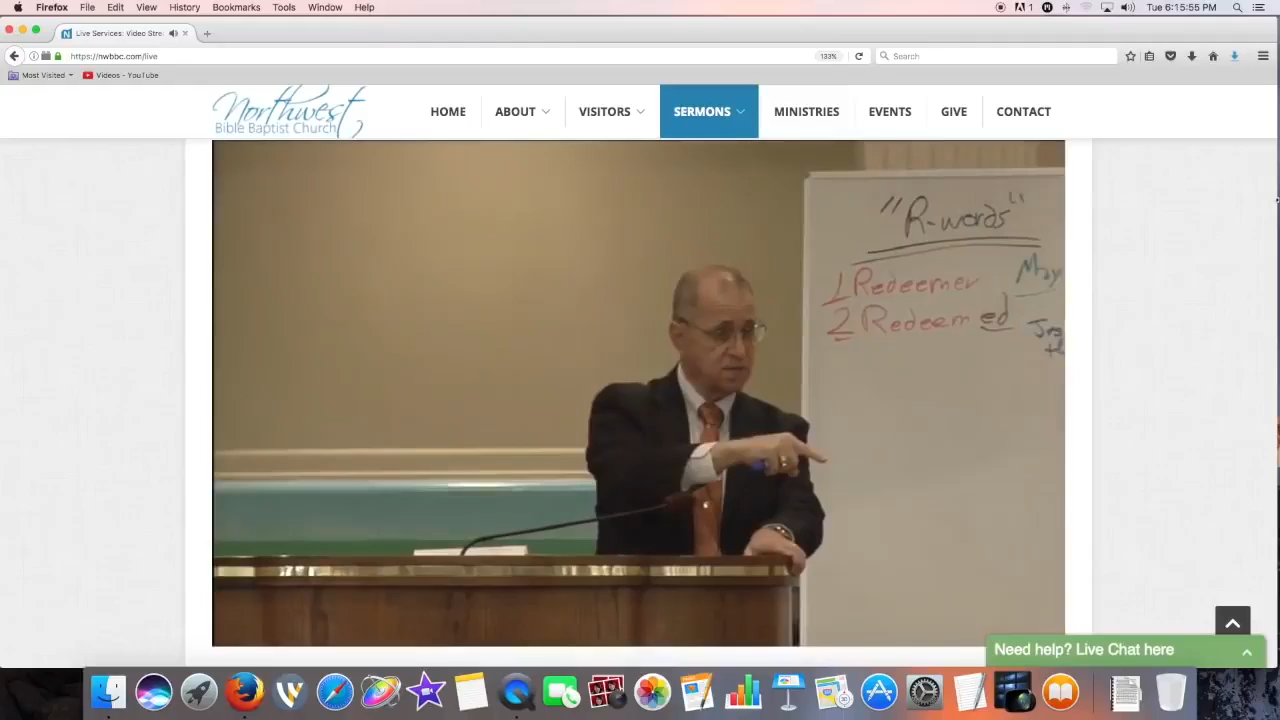 Firefox File Edit View History Bookmarks Tools Window Help 1 Tue 6:15:55 PM
Live Services: Video Stre
https://nwbbc.com/live 133% Search
Most Visited Videos - YouTube
Northwest
Bible Baptist Church
HOME ABOUT VISITORS SERMONS MINISTRIES EVENTS GIVE CONTACT
"R-words"
1 Redeemer May
2 Redeemed
Need help? Live Chat here